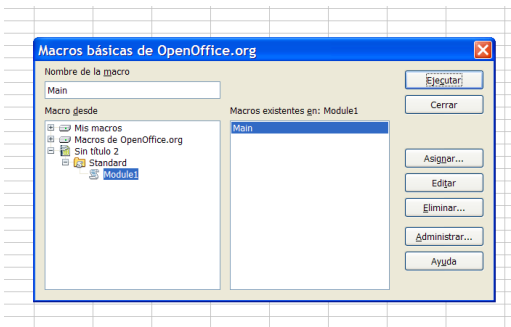 Macros básicas de OpenOffice.org
Nombre de la macro
Main
Macro desde
Mis macros
Macros de OpenOffice.org
Sin título 2
Standard
Module1
Macros existentes en: Module1
Main
Ejecutar
Cerrar
Asignar...
Editar
Eliminar...
Administrar...
Ayuda